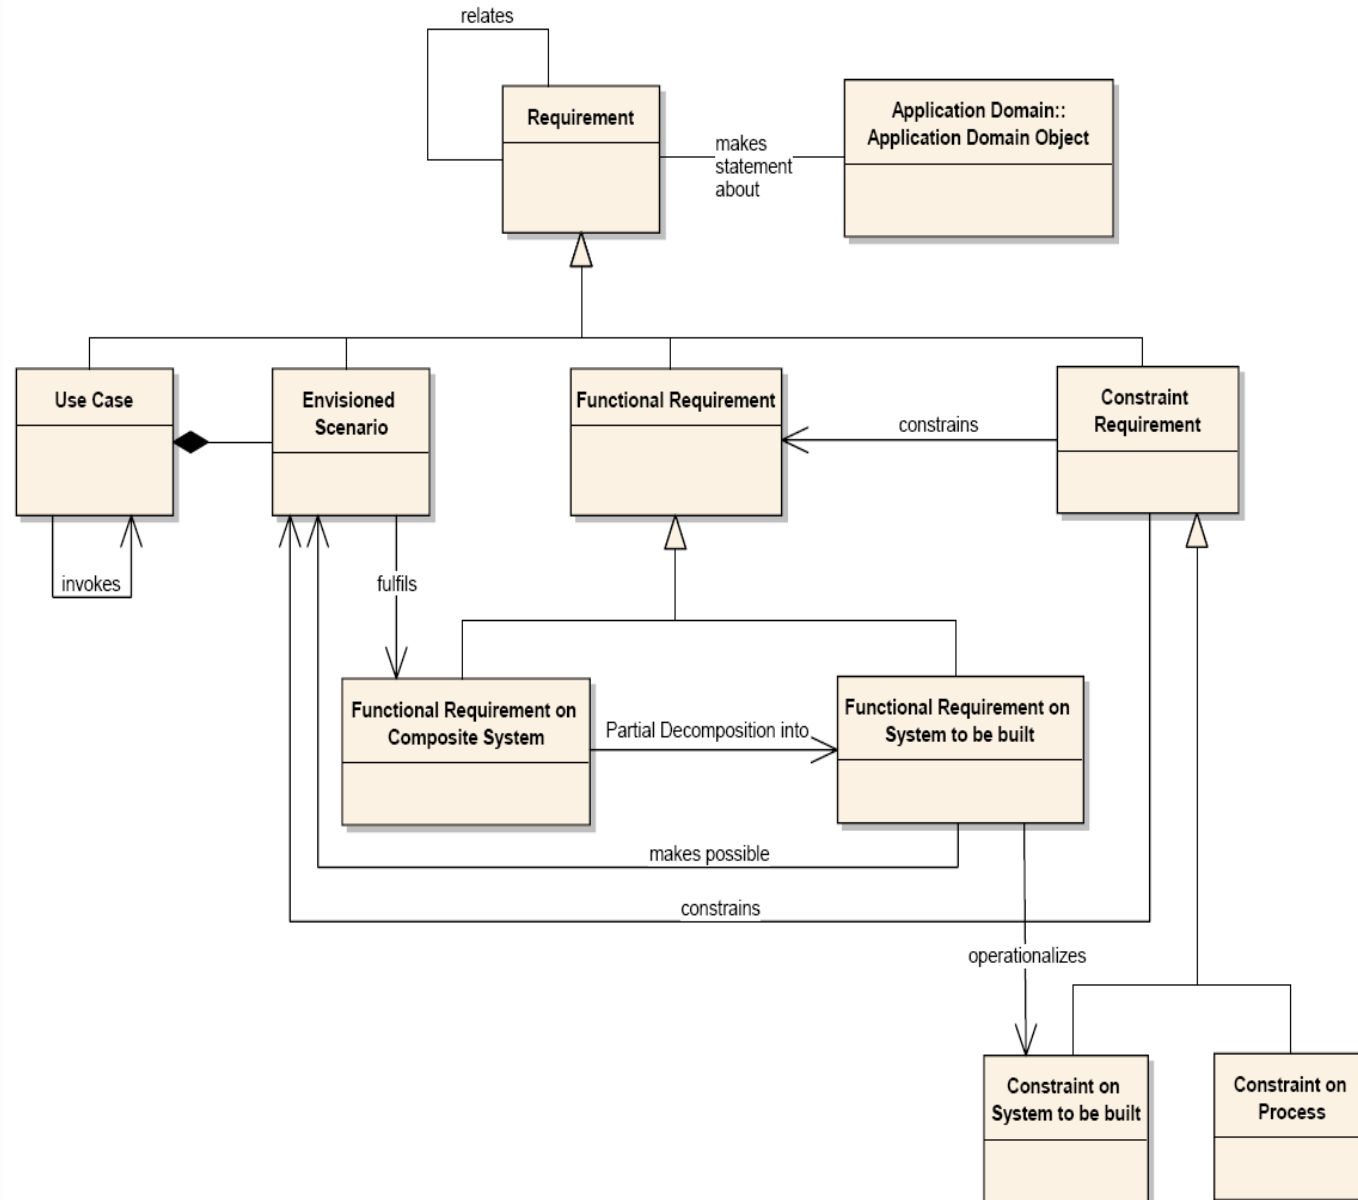 relates
Requirement
Application Domain::
Application Domain Object
makes
statement
about
Use Case
Envisioned
Scenario
Functional Requirement
constrains
Constraint
Requirement
invokes
fulfils
Functional Requirement on
Composite System
Partial Decomposition into
Functional Requirement on
System to be built
makes possible
constrains
operationalizes
Constraint on
System to be built
Constraint on
Process